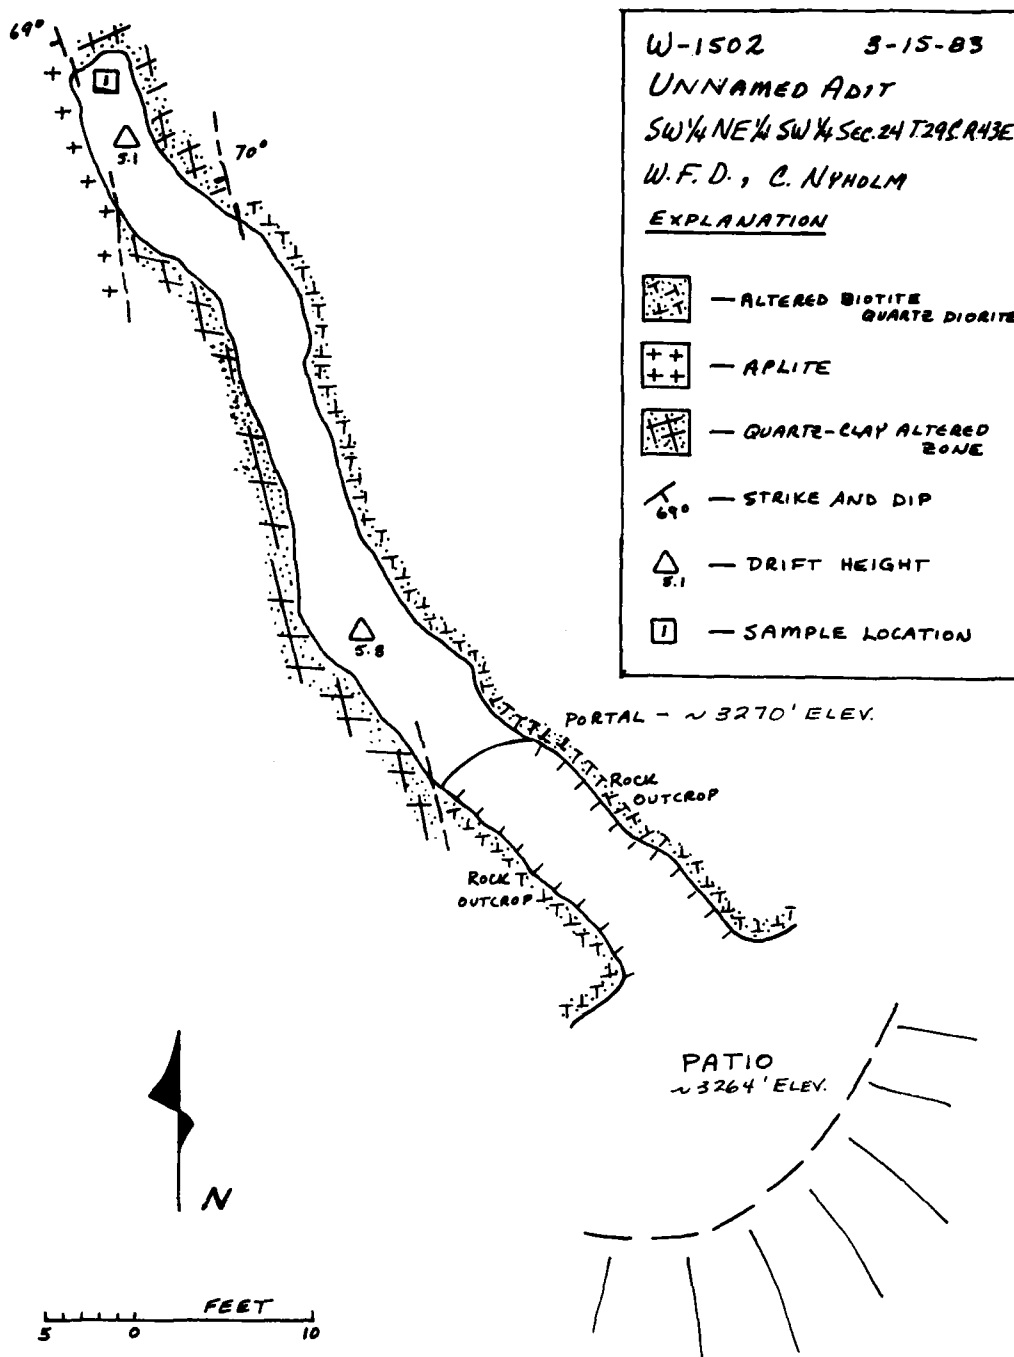 W-1502 3-15-83
UNNAMED ADIT
SW¼ NE¼ SW¼ SEC. 24 T.29S. R43E
W.F.D., C. NYHOLM
EXPLANATION
— ALTERED BIOTITE
QUARTZ DIORITE
— APLITE
— QUARTZ-CLAY ALTERED
ZONE
69° — STRIKE AND DIP
5.1 — DRIFT HEIGHT
1 — SAMPLE LOCATION
69°
1
5.1
70°
5.8
PORTAL - ~ 3270' ELEV.
ROCK
OUTCROP
ROCK
OUTCROP
PATIO
~ 3264' ELEV.
N
FEET
5 0 10